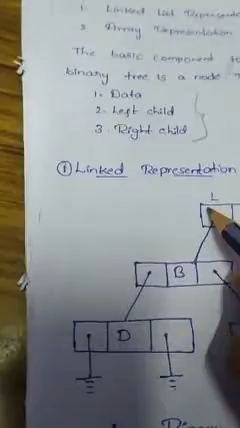 1. Linked List Represent
2. Array Representation
The basic component to
binary tree is a node
1. Data
2. Left child
3. Right child
① Linked Representation
L
B
D